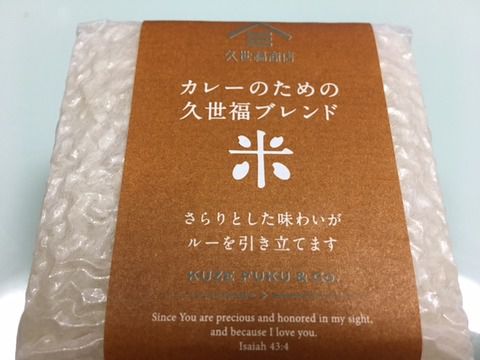 久世福商店
カレーのための
久世福ブレンド
米
さらりとした味わいが
ルーを引き立てます
KUZE FUKU & Co.
Since You are precious and honored in my sight,
and because I love you.
Isaiah 43:4